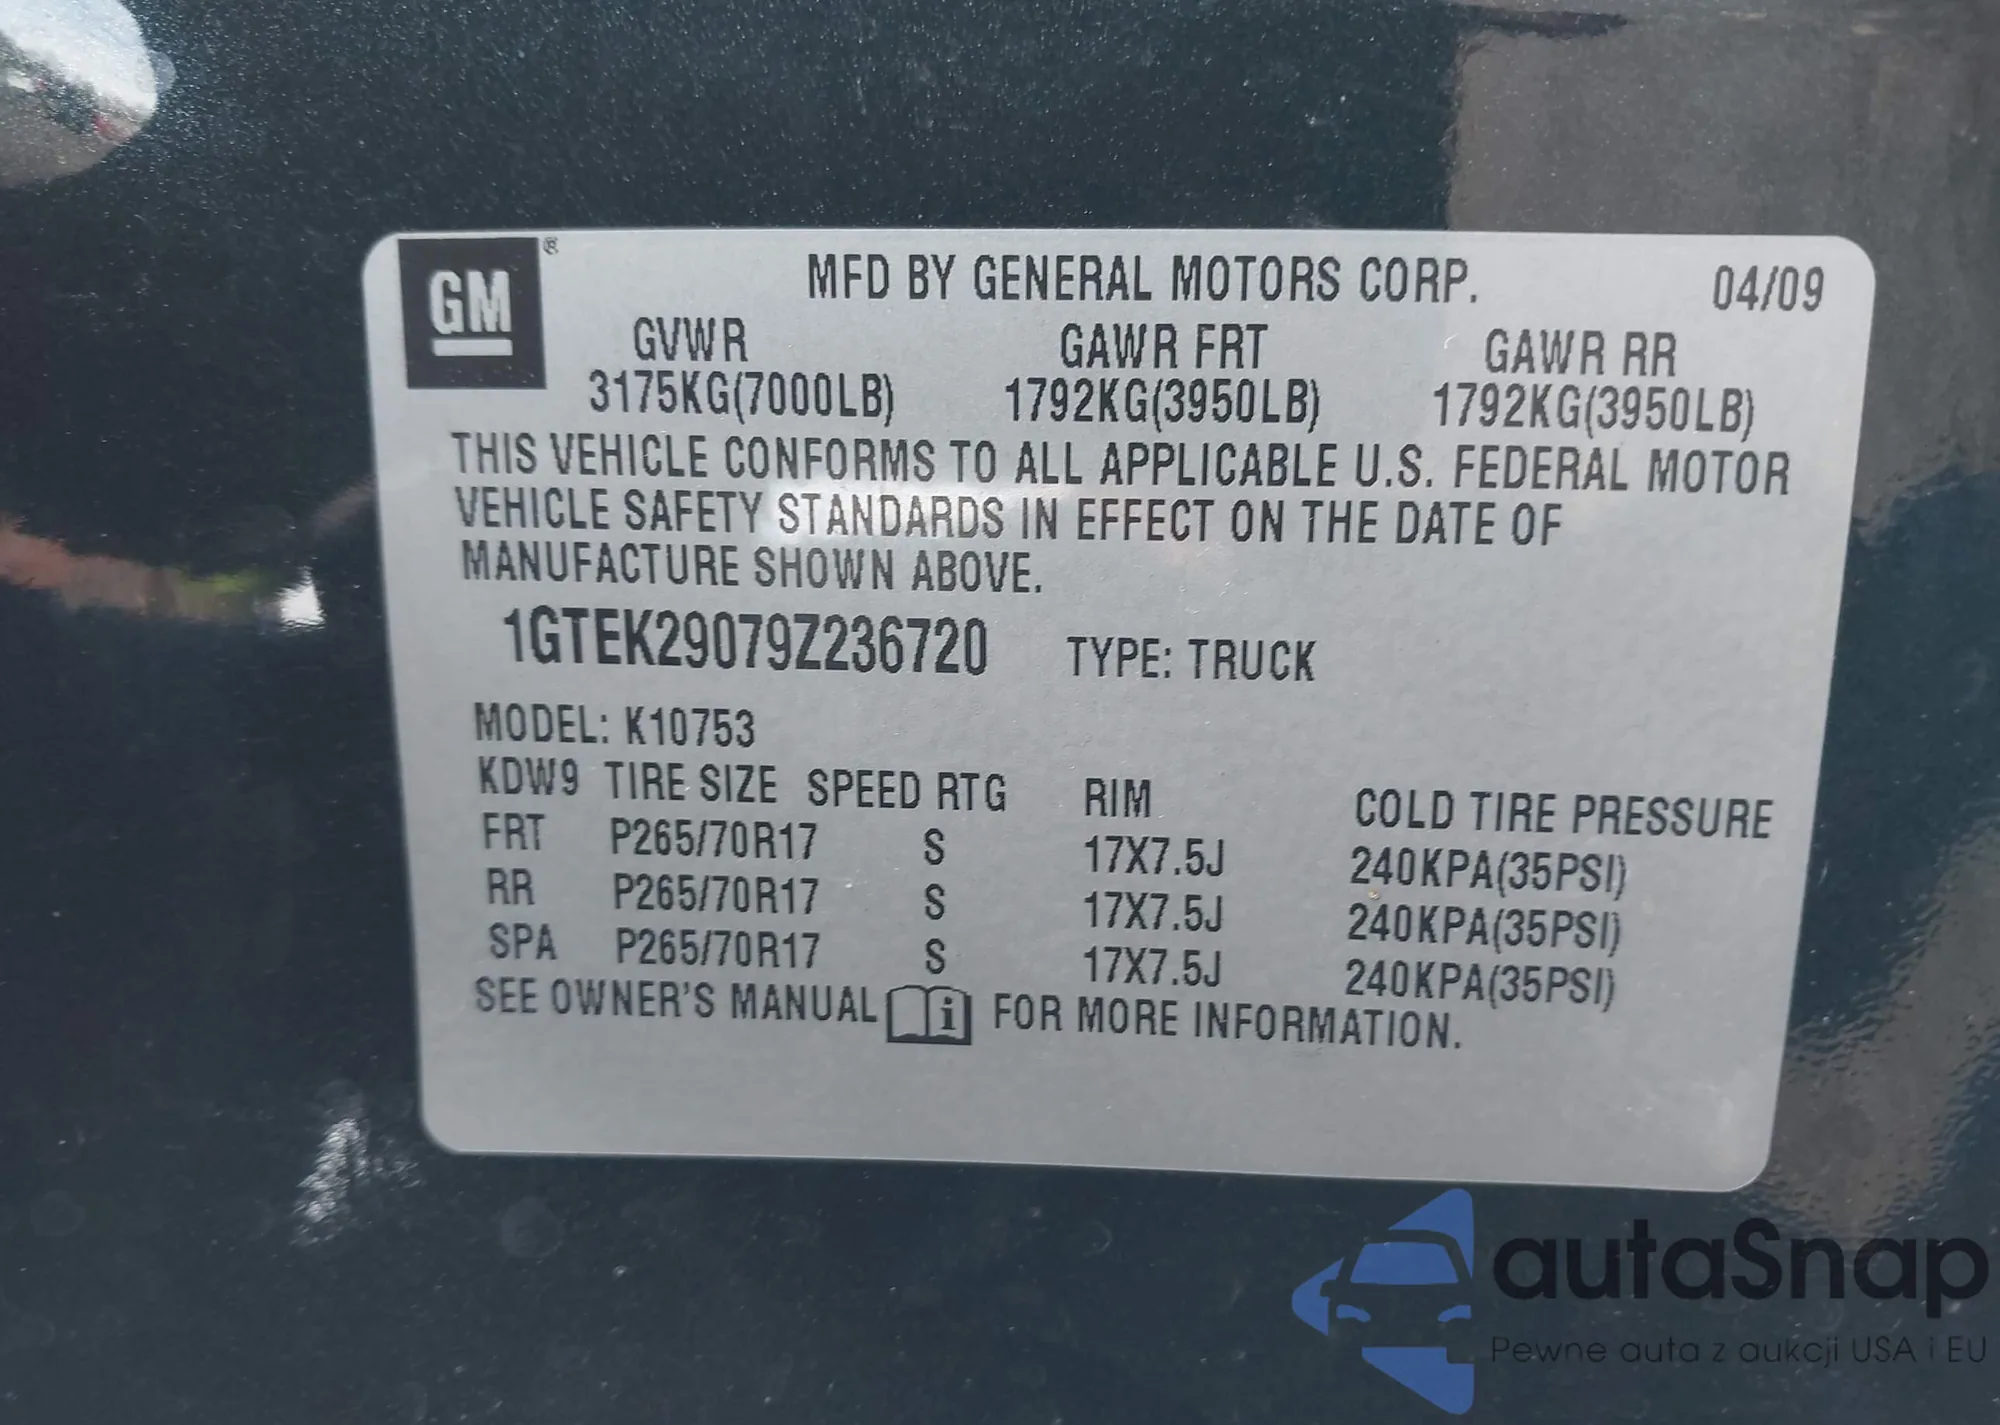 GM ®
MFD BY GENERAL MOTORS CORP. 04/09
GVWR GAWR FRT GAWR RR
3175KG(7000LB) 1792KG(3950LB) 1792KG(3950LB)
THIS VEHICLE CONFORMS TO ALL APPLICABLE U.S. FEDERAL MOTOR
VEHICLE SAFETY STANDARDS IN EFFECT ON THE DATE OF
MANUFACTURE SHOWN ABOVE.
1GTEK29079Z236720 TYPE: TRUCK
MODEL: K10753
KDW9 TIRE SIZE SPEED RTG RIM COLD TIRE PRESSURE
FRT P265/70R17 S 17X7.5J 240KPA(35PSI)
RR P265/70R17 S 17X7.5J 240KPA(35PSI)
SPA P265/70R17 S 17X7.5J 240KPA(35PSI)
SEE OWNER'S MANUAL i FOR MORE INFORMATION.
autaSnap
Pewne auta z aukcji USA i EU